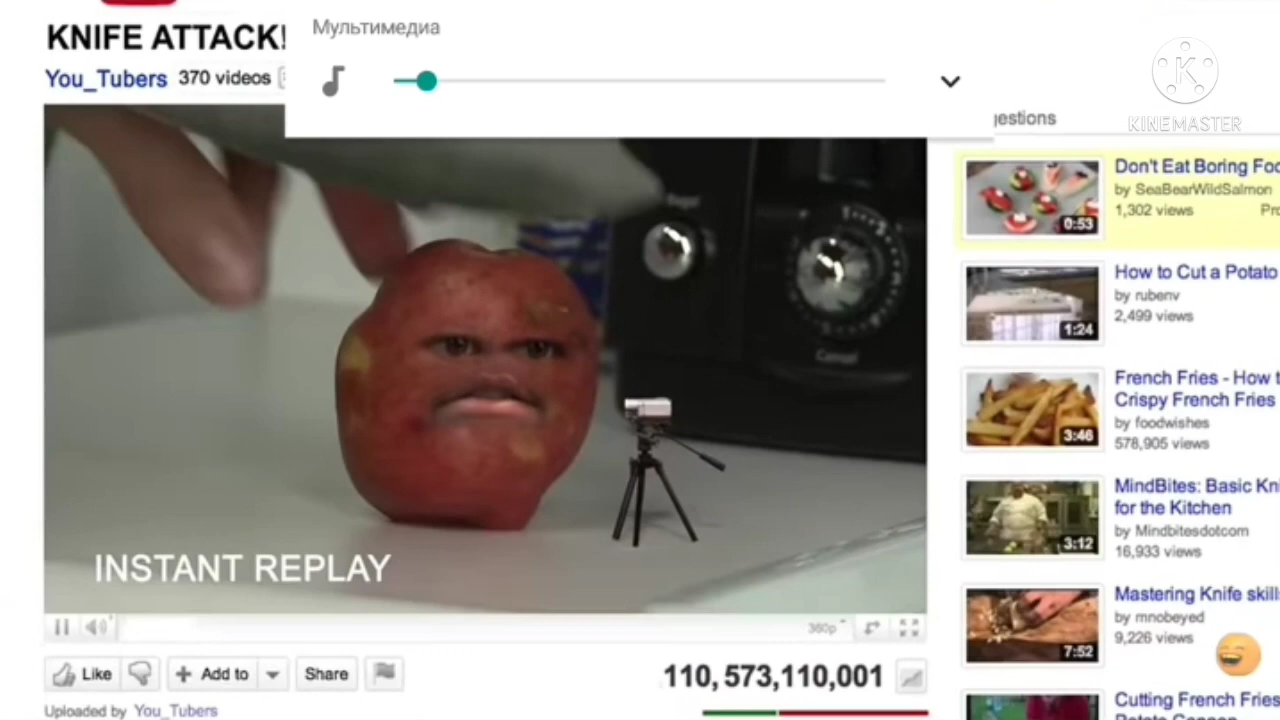 KNIFE ATTACK!
Мультимедиа
You_Tubers 370 videos
gestions
KINEMASTER
Don't Eat Boring Foo
by SeaBearWildSalmon
1,302 views
Pro
0:53
How to Cut a Potato
by rubenv
2,499 views
1:24
French Fries - How t
Crispy French Fries
by foodwishes
578,905 views
3:46
MindBites: Basic Kni
for the Kitchen
by Mindbitesdotcom
16,933 views
3:12
Mastering Knife skill
by mnobeyed
9,226 views
7:52
Cutting French Fries
INSTANT REPLAY
360p
Like
Add to
Share
110,573,110,001
Uploaded by You_Tubers